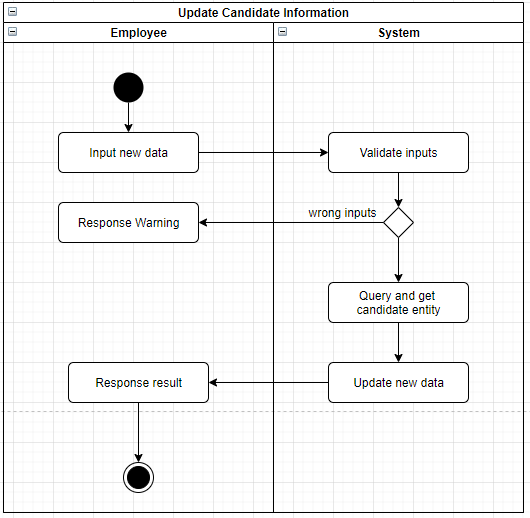 Update Candidate Information
Employee
System
Input new data
Validate inputs
wrong inputs
Response Warning
Query and get
candidate entity
Response result
Update new data